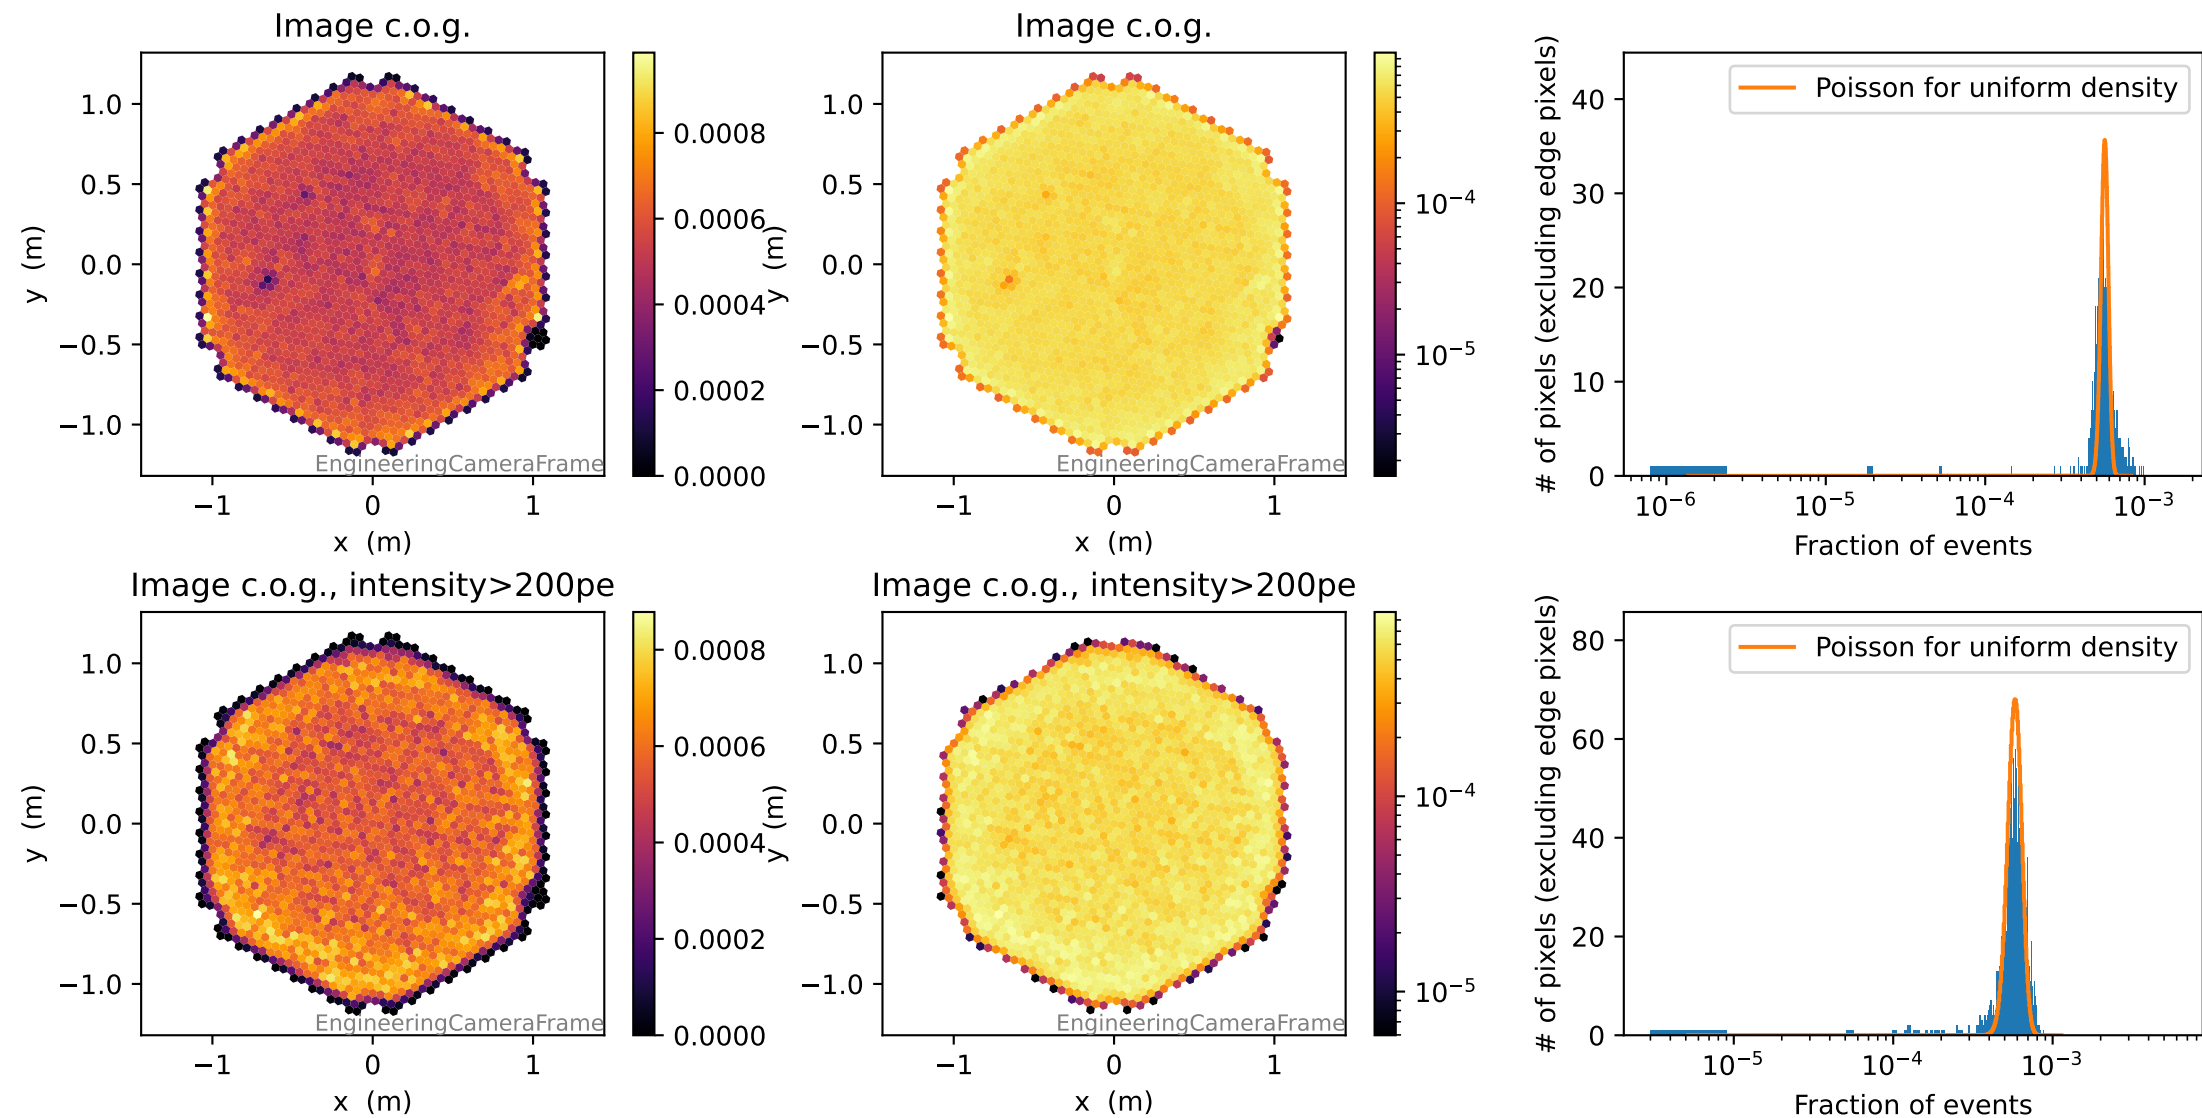 Image c.o.g.
y (m)
1.0
0.5
0.0
−0.5
−1.0
−1
0
1
x (m)
EngineeringCameraFrame
0.0008
0.0006
0.0004
0.0002
0.0000
Image c.o.g.
y (m)
1.0
0.5
0.0
−0.5
−1.0
−1
0
1
x (m)
EngineeringCameraFrame
10⁻⁴
10⁻⁵
# of pixels (excluding edge pixels)
40
30
20
10
0
Poisson for uniform density
10⁻⁶
10⁻⁵
10⁻⁴
10⁻³
Fraction of events
Image c.o.g., intensity>200pe
y (m)
1.0
0.5
0.0
−0.5
−1.0
−1
0
1
x (m)
EngineeringCameraFrame
0.0008
0.0006
0.0004
0.0002
0.0000
Image c.o.g., intensity>200pe
y (m)
1.0
0.5
0.0
−0.5
−1.0
−1
0
1
x (m)
EngineeringCameraFrame
10⁻⁴
10⁻⁵
# of pixels (excluding edge pixels)
80
60
40
20
0
Poisson for uniform density
10⁻⁵
10⁻⁴
10⁻³
Fraction of events